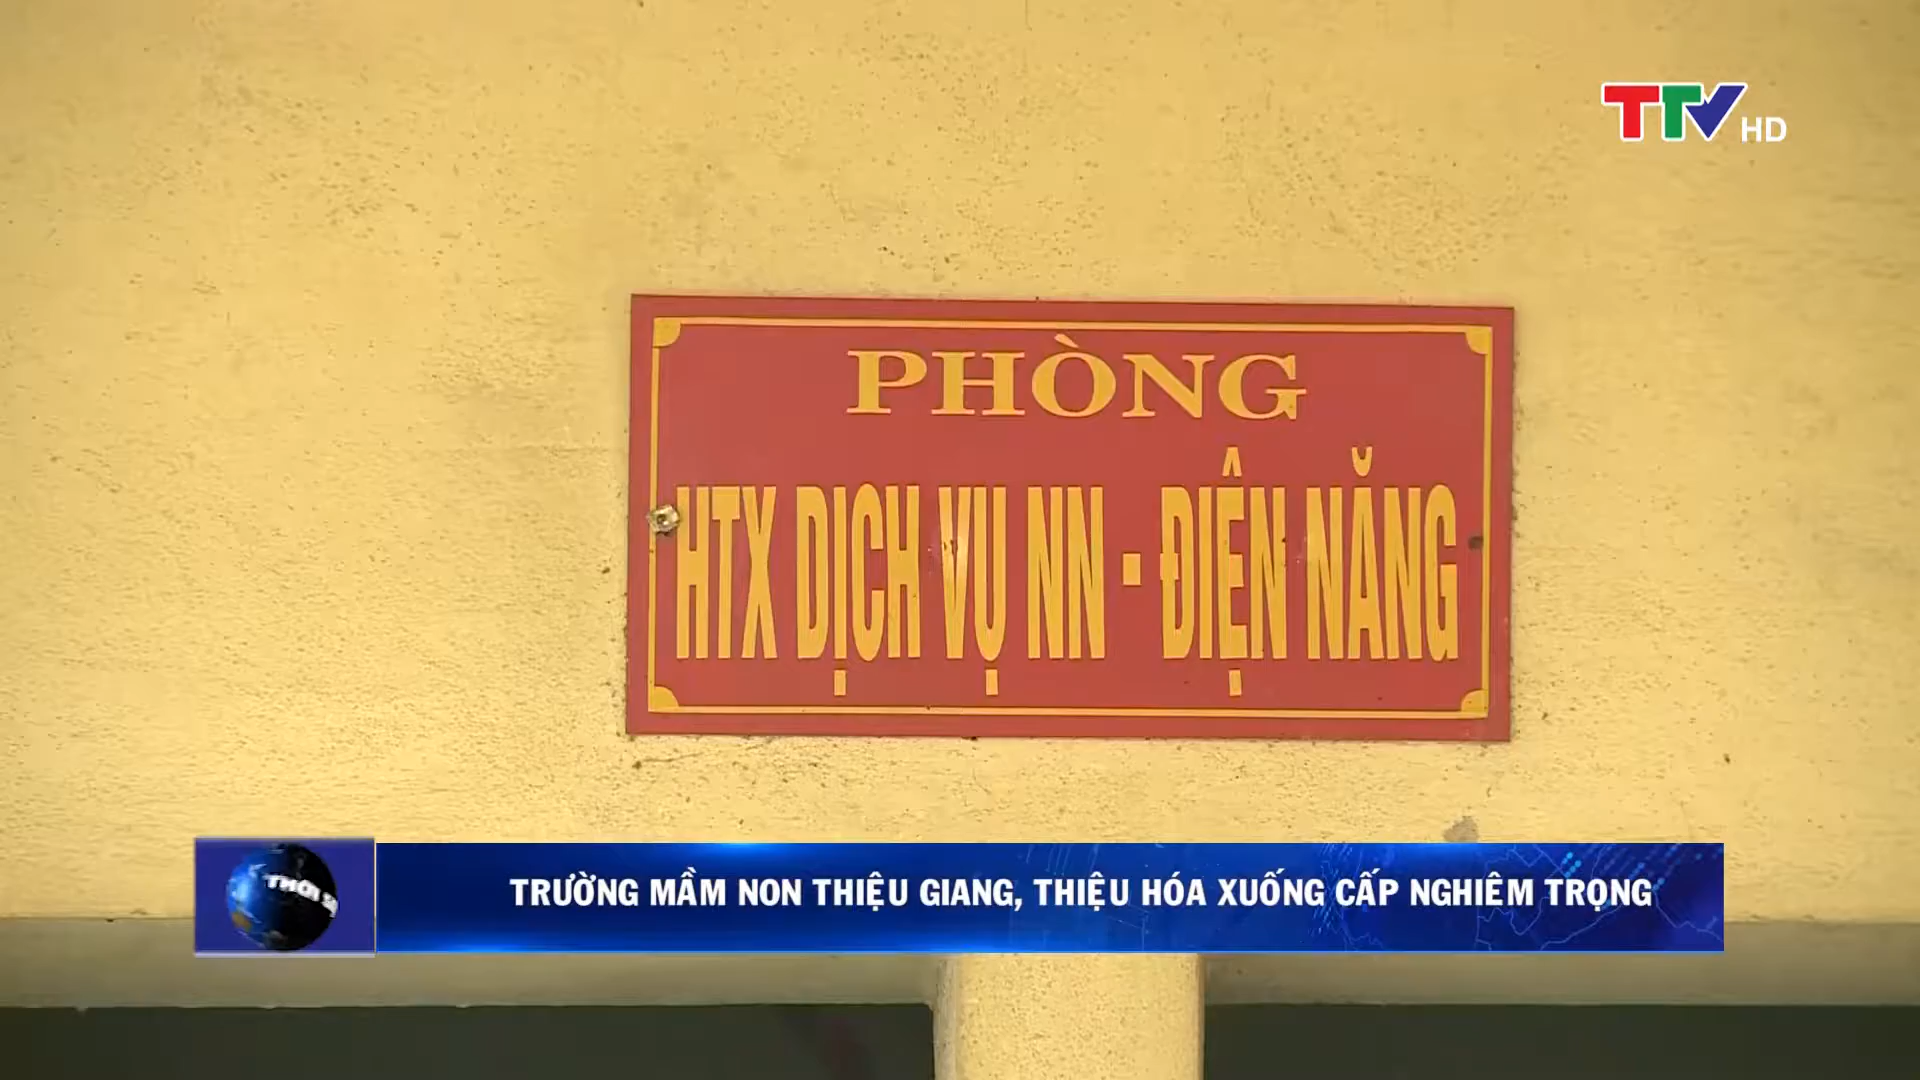 TTV HD
PHÒNG
HTX DỊCH VỤ NN - ĐIỆN NĂNG
THỜI S
TRƯỜNG MẦM NON THIỆU GIANG, THIỆU HÓA XUỐNG CẤP NGHIÊM TRỌNG